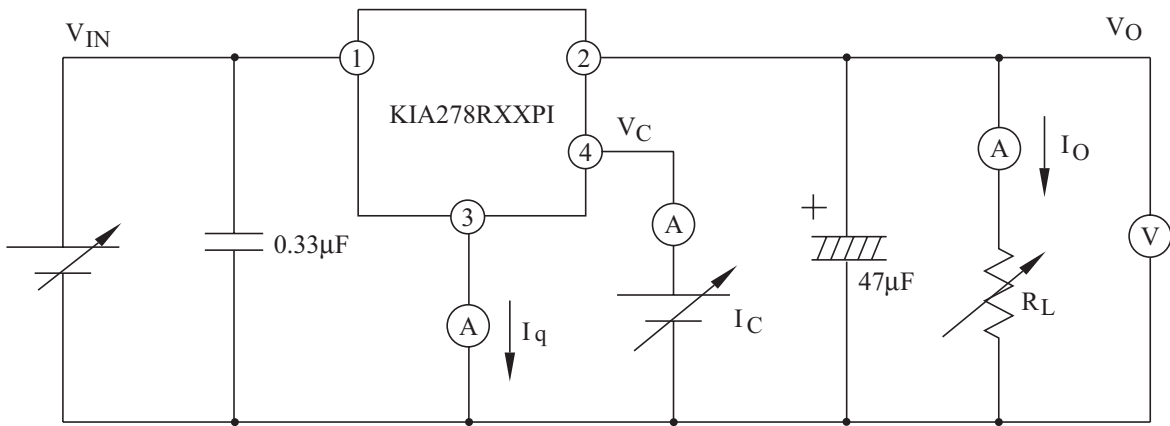 V_IN
1
2
V_O
KIA278RXXPI
V_C
4
A
I_O
3
A
+
0.33μF
V
47μF
R_L
A
I_q
I_C